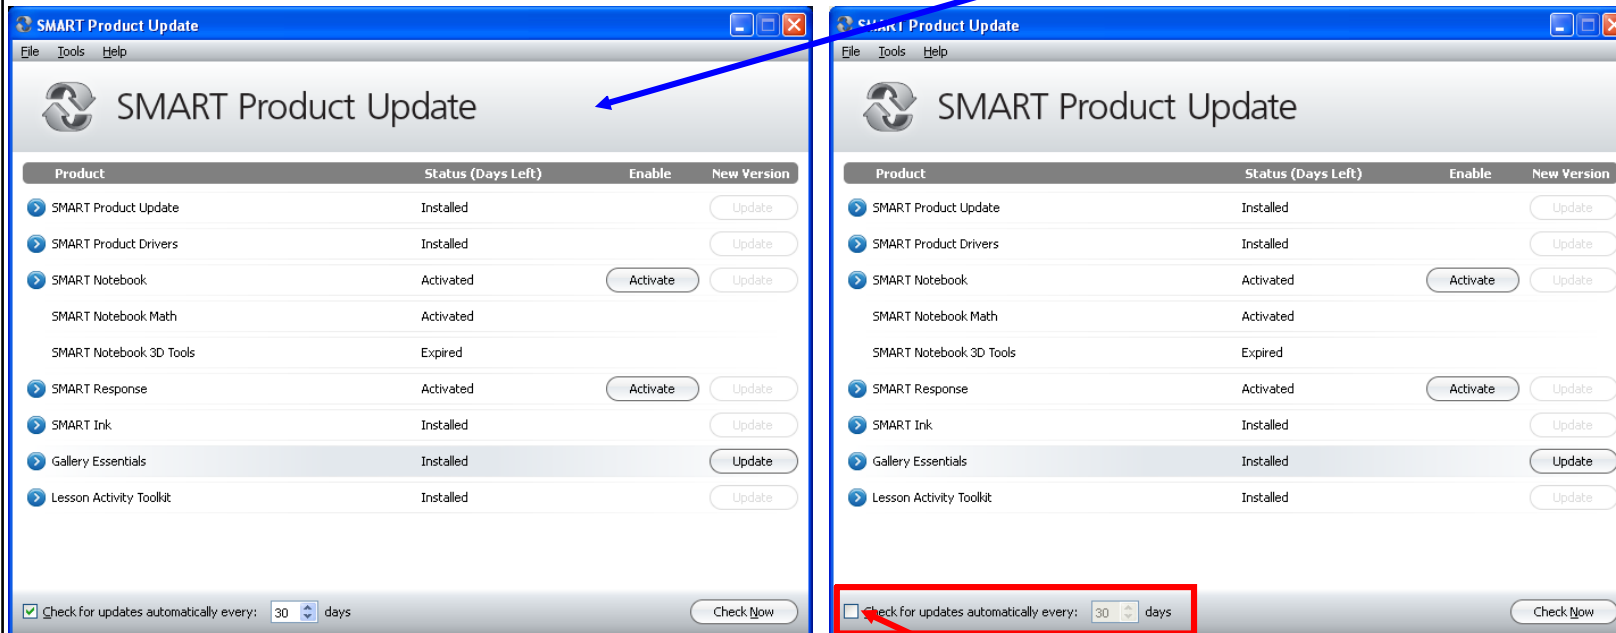 SMART Product Update
File Tools Help
SMART Product Update
Product Status (Days Left) Enable New Version
SMART Product Update Installed Update
SMART Product Drivers Installed Update
SMART Notebook Activated Activate Update
SMART Notebook Math Activated
SMART Notebook 3D Tools Expired
SMART Response Activated Activate Update
SMART Ink Installed Update
Gallery Essentials Installed Update
Lesson Activity Toolkit Installed Update
Check for updates automatically every: 30 days Check Now
SMART Product Update
File Tools Help
SMART Product Update
Product Status (Days Left) Enable New Version
SMART Product Update Installed Update
SMART Product Drivers Installed Update
SMART Notebook Activated Activate Update
SMART Notebook Math Activated
SMART Notebook 3D Tools Expired
SMART Response Activated Activate Update
SMART Ink Installed Update
Gallery Essentials Installed Update
Lesson Activity Toolkit Installed Update
Check for updates automatically every: 30 days Check Now